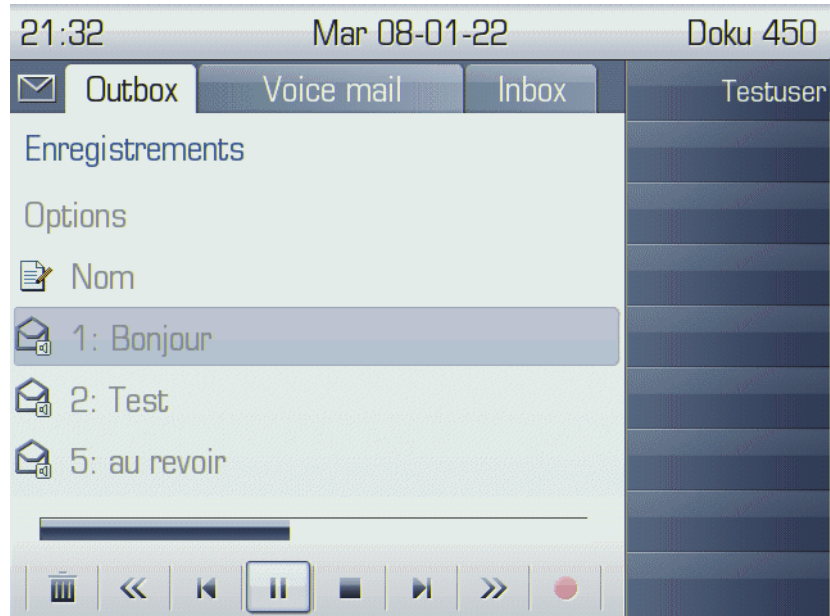 21:32 Mar 08-01-22 Doku 450
Outbox Voice mail Inbox Testuser
Enregistrements
Options
Nom
1: Bonjour
2: Test
5: au revoir